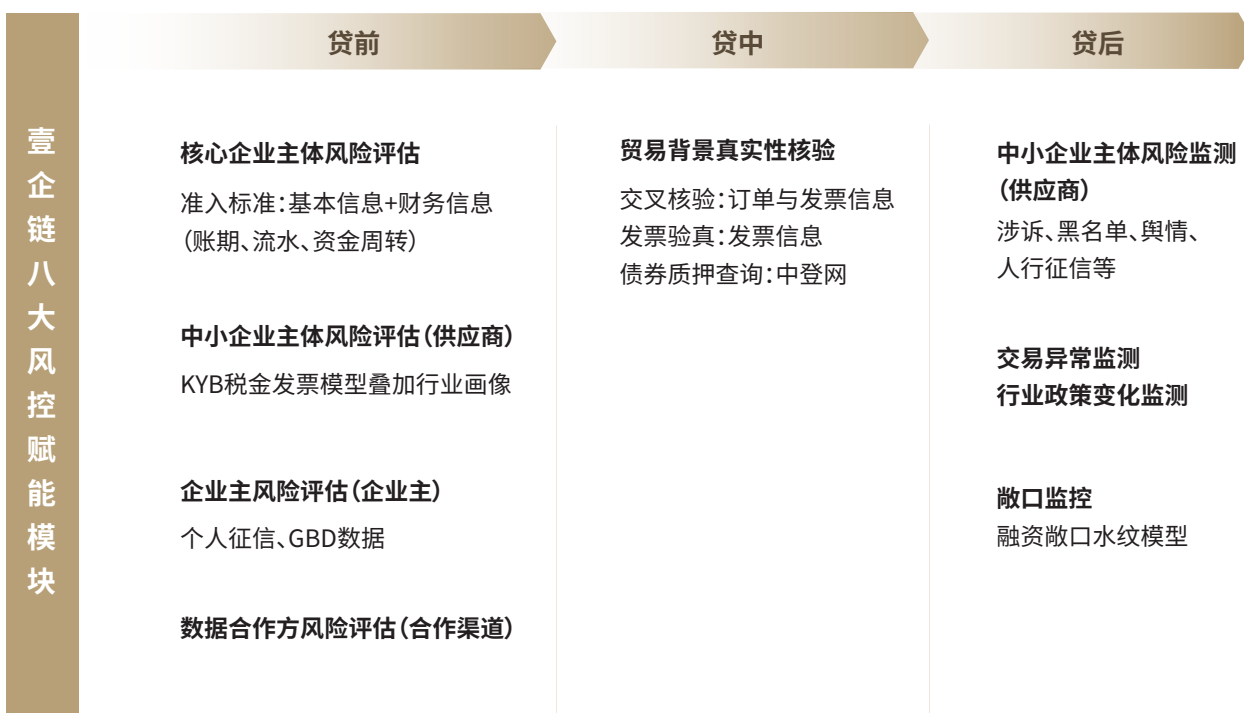 壹企链八大风控赋能模块
贷前
贷中
贷后
核心企业主体风险评估
准入标准:基本信息+财务信息
(账期、流水、资金周转)
中小企业主体风险评估(供应商)
KYB税金发票模型叠加行业画像
企业主风险评估(企业主)
个人征信、GBD数据
数据合作方风险评估(合作渠道)
贸易背景真实性核验
交叉核验:订单与发票信息
发票验真:发票信息
债券质押查询:中登网
中小企业主体风险监测
(供应商)
涉诉、黑名单、舆情、
人行征信等
交易异常监测
行业政策变化监测
敞口监控
融资敞口水纹模型